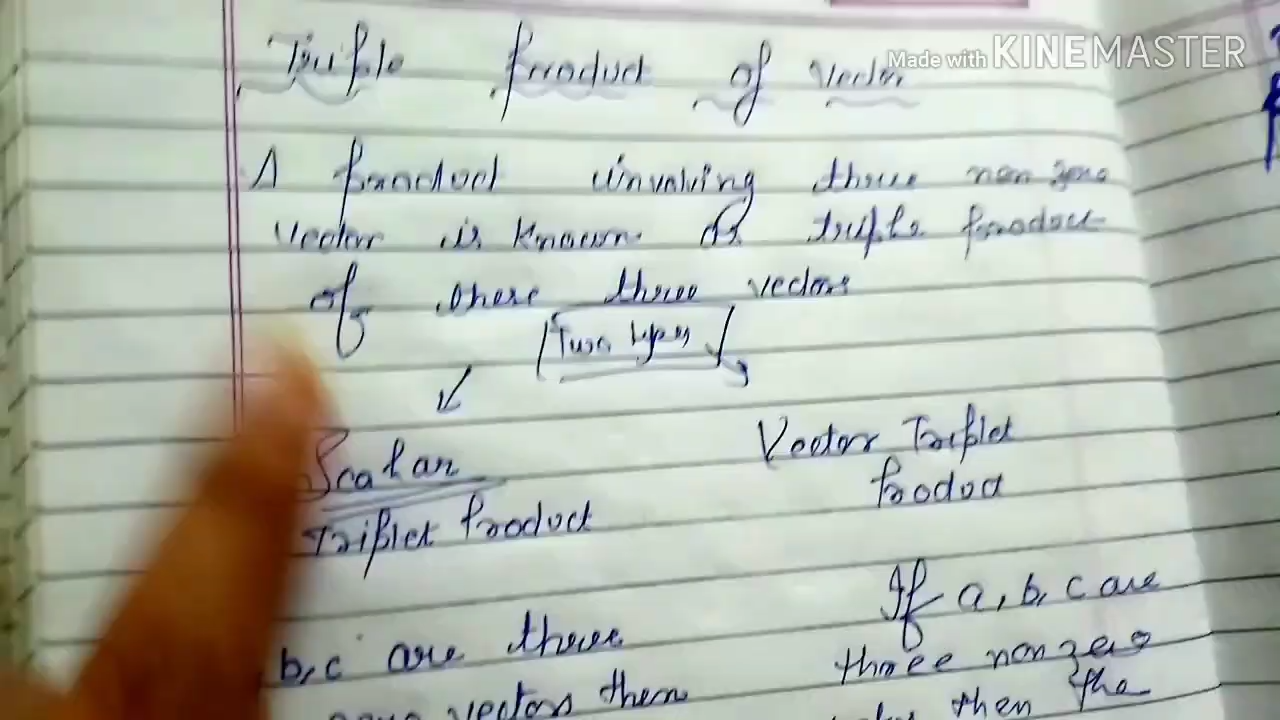 Made with KINEMASTER
Triple Product of Vector
A product involving three non zero
vector is known as triple product
of these three vectors
Two types
Scalar
Triplet Product
Vector Triplet
Product
b, c are three
vectors then
If a, b, c are
three non zero
then the